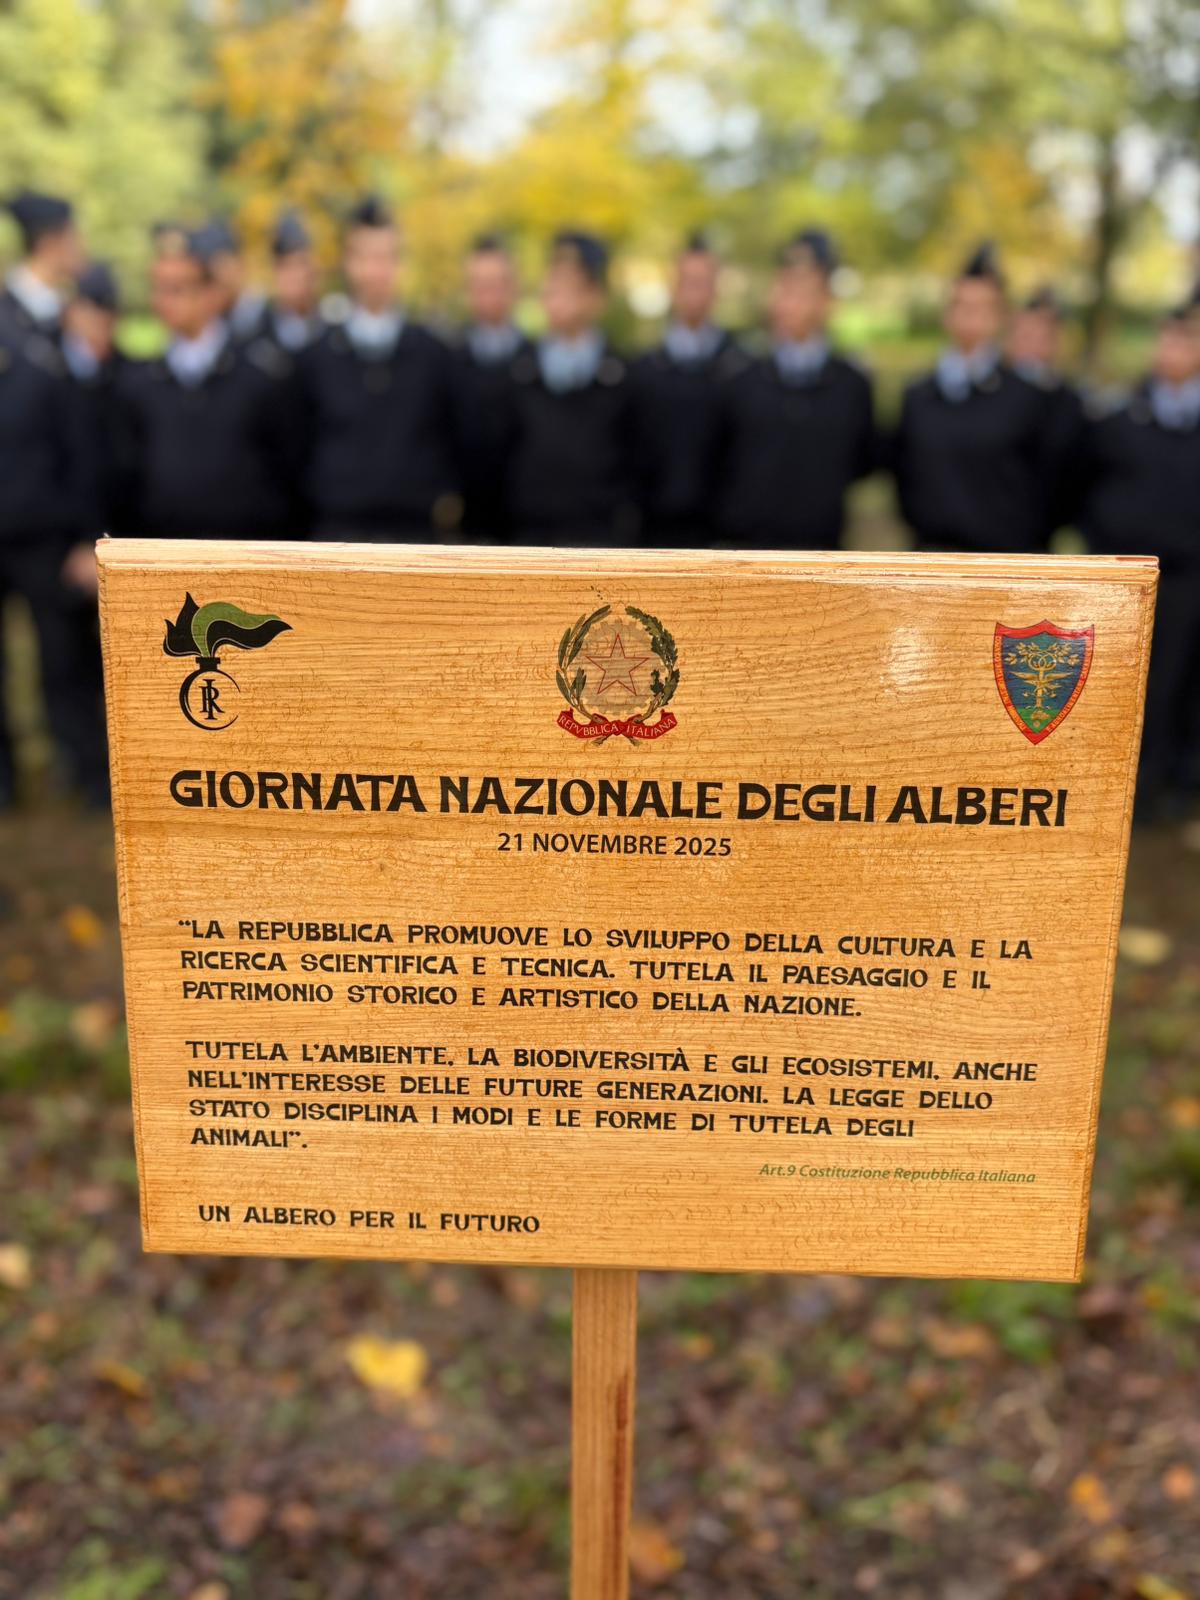 REPVBBLICA ITALIANA
GIORNATA NAZIONALE DEGLI ALBERI
21 NOVEMBRE 2025
“LA REPUBBLICA PROMUOVE LO SVILUPPO DELLA CULTURA E LA
RICERCA SCIENTIFICA E TECNICA. TUTELA IL PAESAGGIO E IL
PATRIMONIO STORICO E ARTISTICO DELLA NAZIONE.
TUTELA L'AMBIENTE, LA BIODIVERSITÀ E GLI ECOSISTEMI, ANCHE
NELL'INTERESSE DELLE FUTURE GENERAZIONI. LA LEGGE DELLO
STATO DISCIPLINA I MODI E LE FORME DI TUTELA DEGLI
ANIMALI”.
Art.9 Costituzione Repubblica Italiana
UN ALBERO PER IL FUTURO